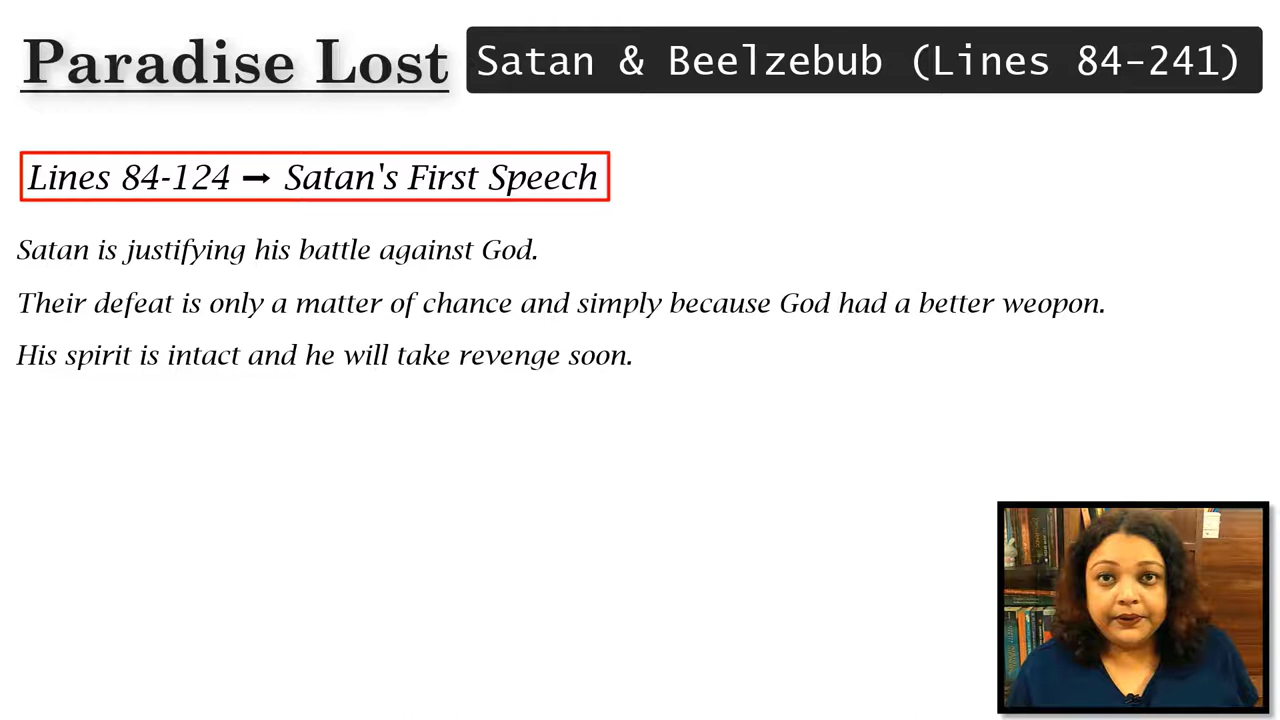 Paradise Lost Satan & Beelzebub (Lines 84-241)
Lines 84-124 ➞ Satan's First Speech
Satan is justifying his battle against God.
Their defeat is only a matter of chance and simply because God had a better weopon.
His spirit is intact and he will take revenge soon.